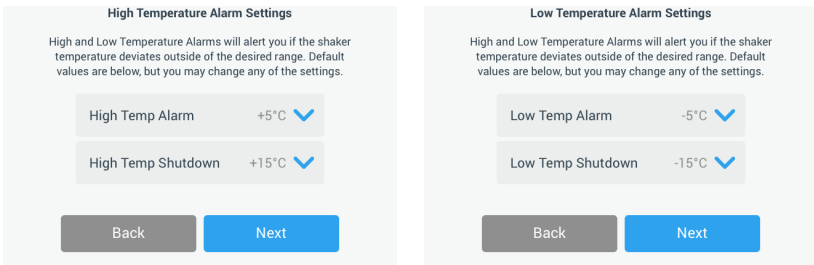 High Temperature Alarm Settings
High and Low Temperature Alarms will alert you if the shaker
temperature deviates outside of the desired range. Default
values are below, but you may change any of the settings.
High Temp Alarm +5°C
High Temp Shutdown +15°C
Back Next
Low Temperature Alarm Settings
High and Low Temperature Alarms will alert you if the shaker
temperature deviates outside of the desired range. Default
values are below, but you may change any of the settings.
Low Temp Alarm -5°C
Low Temp Shutdown -15°C
Back Next